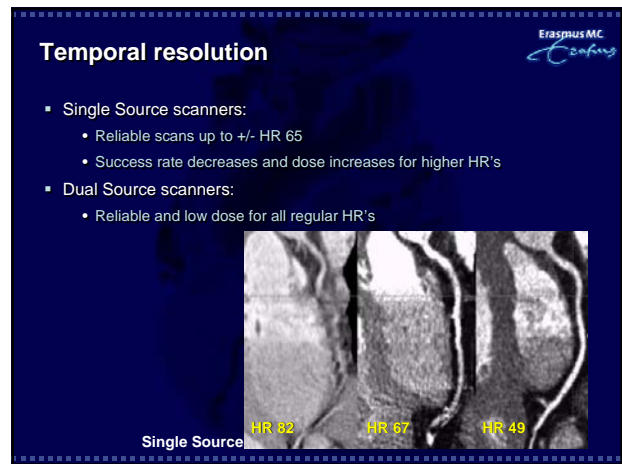 Temporal resolution
Erasmus MC
Erasmus
▪ Single Source scanners:
• Reliable scans up to +/- HR 65
• Success rate decreases and dose increases for higher HR's
▪ Dual Source scanners:
• Reliable and low dose for all regular HR's
HR 82
HR 67
HR 49
Single Source